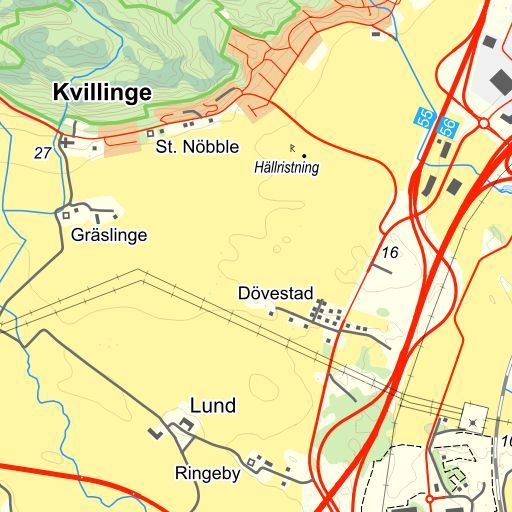 Kvillinge
55
56
27
St. Nöbble
R
Hällristning
Gräslinge
16
Dövestad
Lund
Ringeby